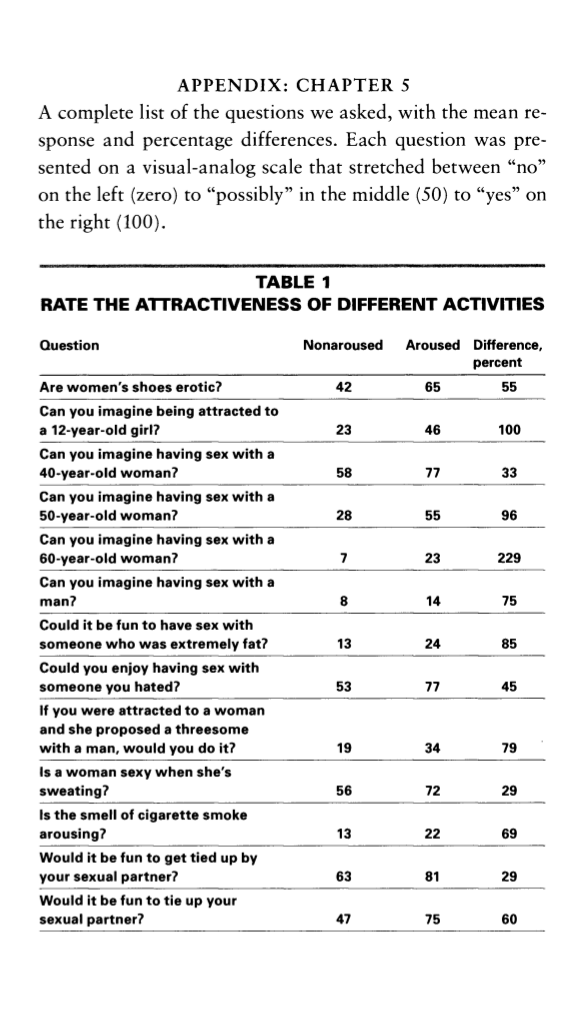 APPENDIX: CHAPTER 5
A complete list of the questions we asked, with the mean re-
sponse and percentage differences. Each question was pre-
sented on a visual-analog scale that stretched between “no”
on the left (zero) to “possibly” in the middle (50) to “yes” on
the right (100).
TABLE 1
RATE THE ATTRACTIVENESS OF DIFFERENT ACTIVITIES
Question Nonaroused Aroused Difference,
percent
Are women's shoes erotic? 42 65 55
Can you imagine being attracted to
a 12-year-old girl? 23 46 100
Can you imagine having sex with a
40-year-old woman? 58 77 33
Can you imagine having sex with a
50-year-old woman? 28 55 96
Can you imagine having sex with a
60-year-old woman? 7 23 229
Can you imagine having sex with a
man? 8 14 75
Could it be fun to have sex with
someone who was extremely fat? 13 24 85
Could you enjoy having sex with
someone you hated? 53 77 45
If you were attracted to a woman
and she proposed a threesome
with a man, would you do it? 19 34 79
Is a woman sexy when she's
sweating? 56 72 29
Is the smell of cigarette smoke
arousing? 13 22 69
Would it be fun to get tied up by
your sexual partner? 63 81 29
Would it be fun to tie up your
sexual partner? 47 75 60